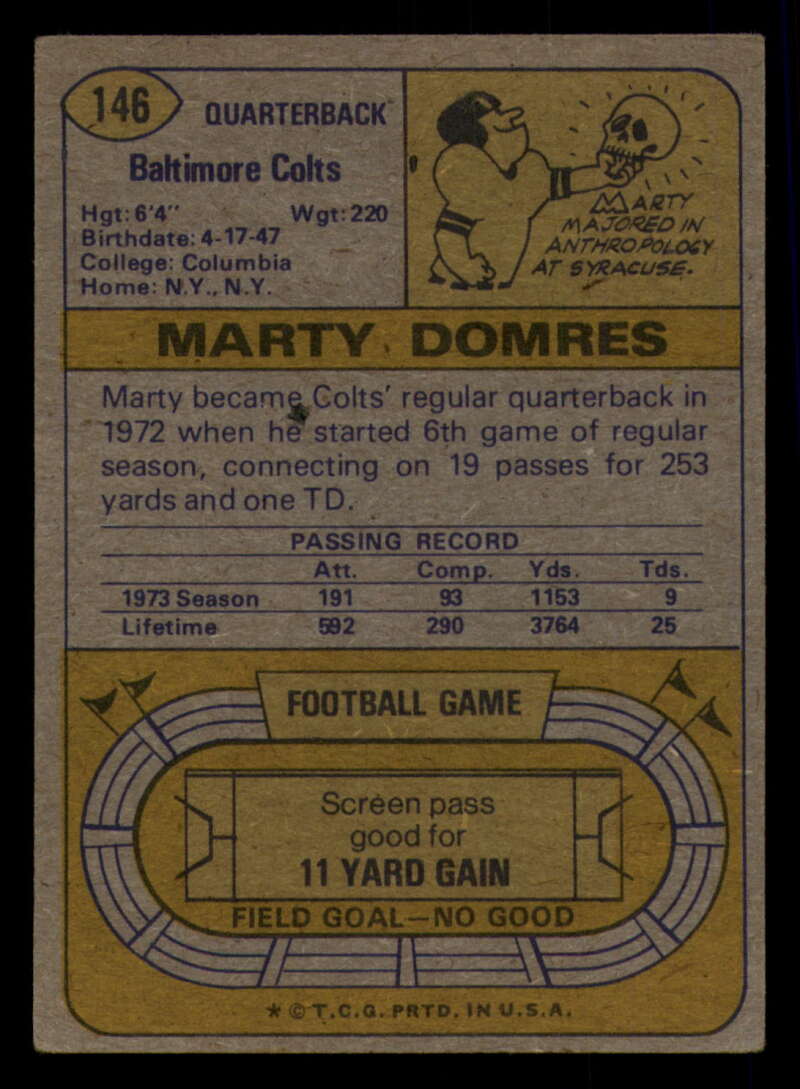 146
QUARTERBACK
Baltimore Colts
Hgt: 6'4" Wgt: 220
Birthdate: 4-17-47
College: Columbia
Home: N.Y., N.Y.
MARTY
MAJORED IN
ANTHROPOLOGY
AT SYRACUSE.
MARTY DOMRES
Marty became Colts' regular quarterback in
1972 when he started 6th game of regular
season, connecting on 19 passes for 253
yards and one TD.
PASSING RECORD
Att. Comp. Yds. Tds.
1973 Season 191 93 1153 9
Lifetime 592 290 3764 25
FOOTBALL GAME
Screen pass
good for
11 YARD GAIN
FIELD GOAL—NO GOOD
* © T.C.G. PRTD. IN U.S.A.